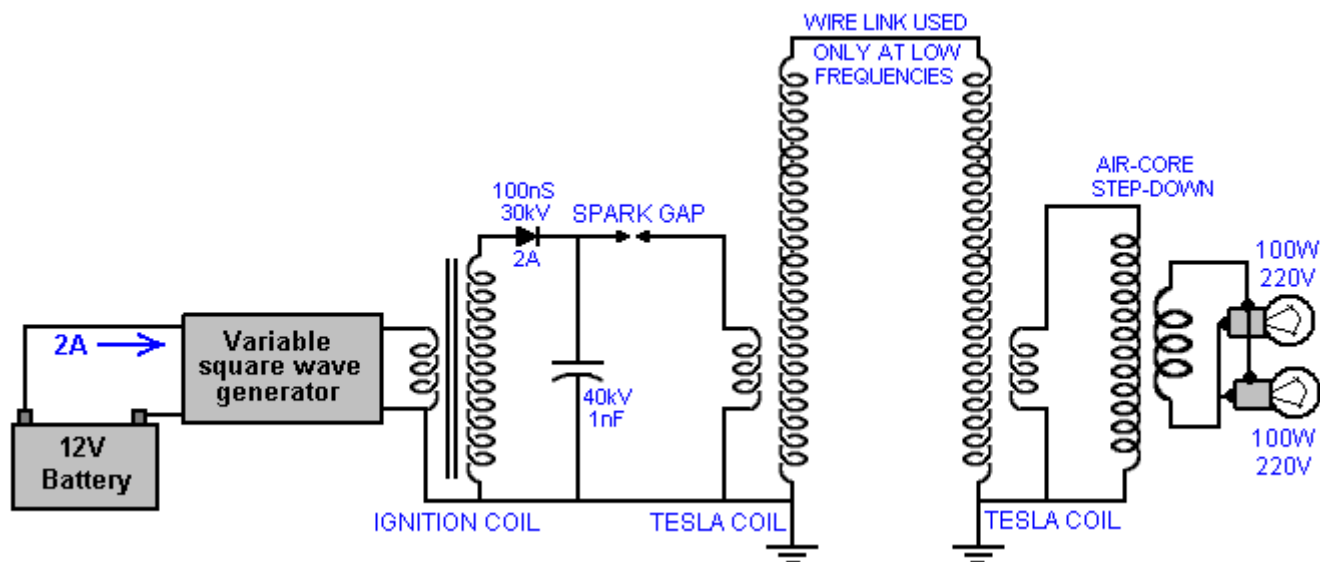 WIRE LINK USED
ONLY AT LOW
FREQUENCIES
AIR-CORE
STEP-DOWN
100nS
30kV
2A
SPARK GAP
100W
220V
2A
Variable
square wave
generator
40kV
1nF
12V
Battery
100W
220V
IGNITION COIL
TESLA COIL
TESLA COIL